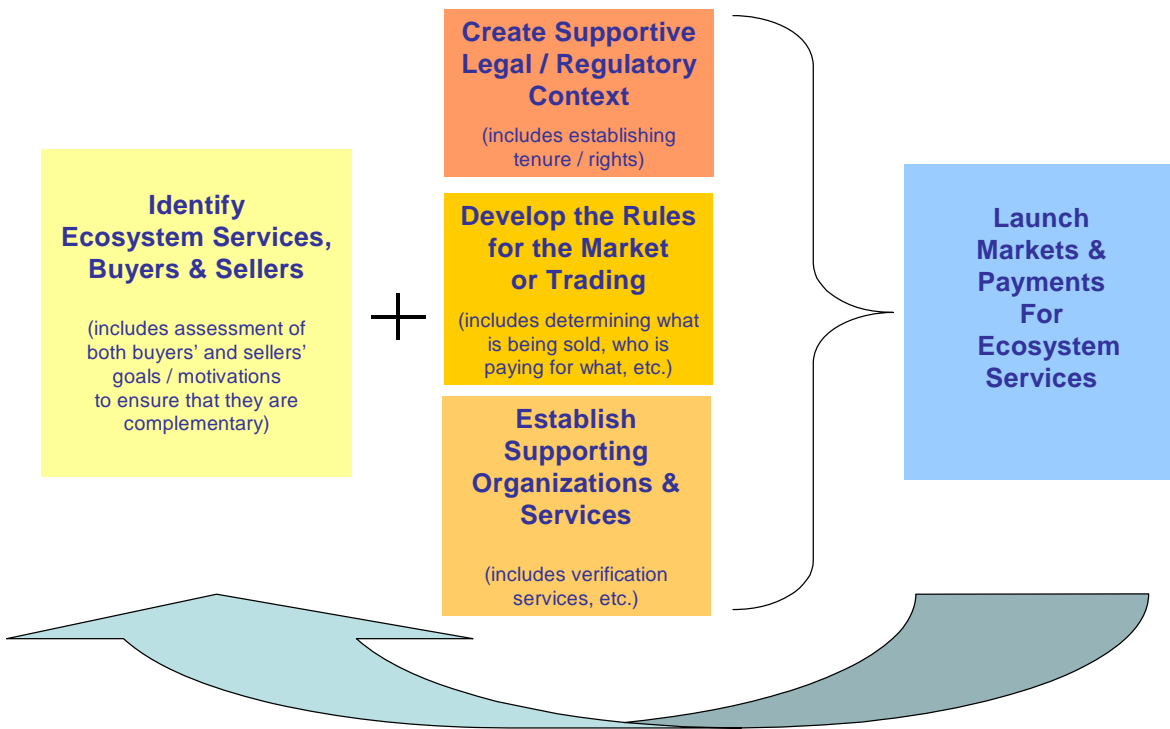 Identify
Ecosystem Services,
Buyers & Sellers
(includes assessment of
both buyers’ and sellers’
goals / motivations
to ensure that they are
complementary)
Create Supportive
Legal / Regulatory
Context
(includes establishing
tenure / rights)
Develop the Rules
for the Market
or Trading
(includes determining what
is being sold, who is
paying for what, etc.)
Establish
Supporting
Organizations &
Services
(includes verification
services, etc.)
Launch
Markets &
Payments
For
Ecosystem
Services